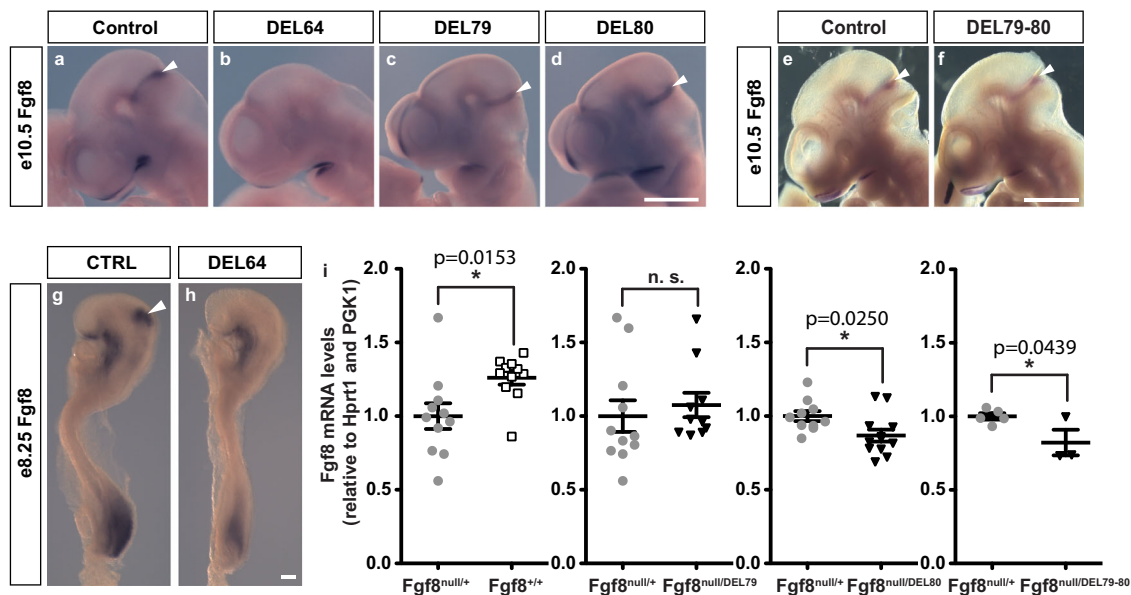 Control DEL64 DEL79 DEL80 Control DEL79-80
e10.5 Fgf8
a b c d
e10.5 Fgf8
e f
CTRL DEL64
e8.25 Fgf8
g h
i
Fgf8 mRNA levels
(relative to Hprt1 and PGK1)
2.0
1.5
1.0
0.5
0.0
p=0.0153
*
Fgf8null/+ Fgf8+/+
2.0
1.5
1.0
0.5
0.0
n. s.
Fgf8null/+ Fgf8null/DEL79
2.0
1.5
1.0
0.5
0.0
p=0.0250
*
Fgf8null/+ Fgf8null/DEL80
2.0
1.5
1.0
0.5
0.0
p=0.0439
*
Fgf8null/+ Fgf8null/DEL79-80